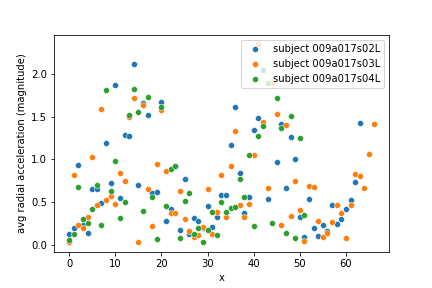 subject 009a017s02L
subject 009a017s03L
subject 009a017s04L
avg radial acceleration (magnitude)
2.0
1.5
1.0
0.5
0.0
0 10 20 30 40 50 60
x